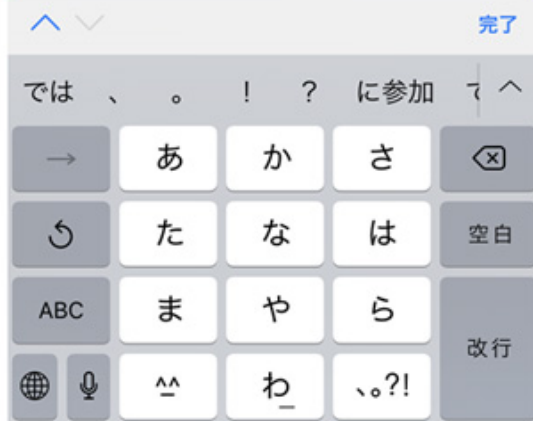 完了
では 、 。 ! ? に参加
→ あ か さ
た な は 空白
ABC ま や ら 改行
^^ わ_ 、。?!